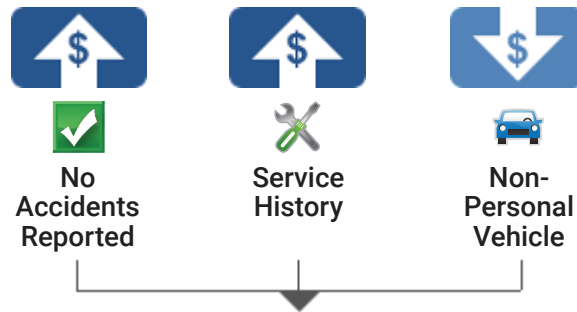 $ $ $
No Accidents Reported
Service History
Non-Personal Vehicle